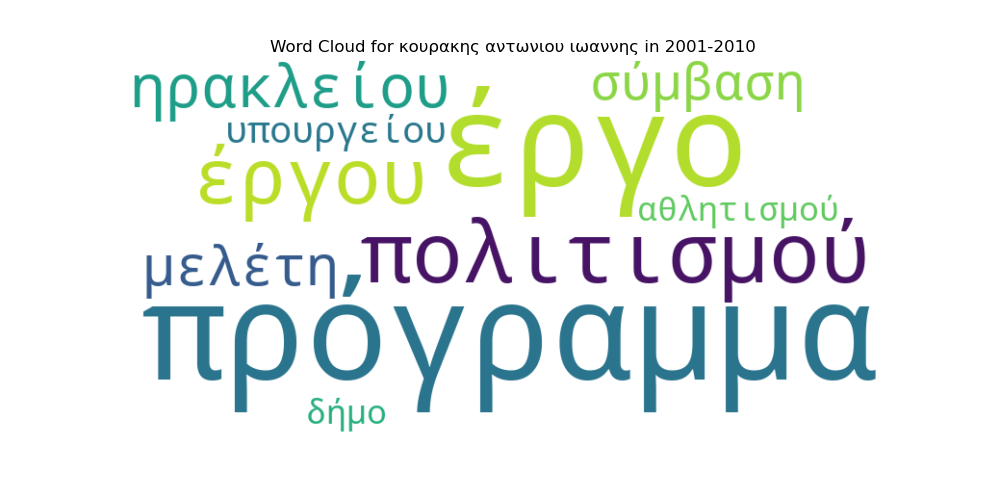 Word Cloud for κουρακης αντωνιου ιωαννης in 2001-2010
ηρακλείου
σύμβαση
υπουργείου
έργο
έργου
αθλητισμού
πολιτισμού
μελέτη
πρόγραμμα
δήμο